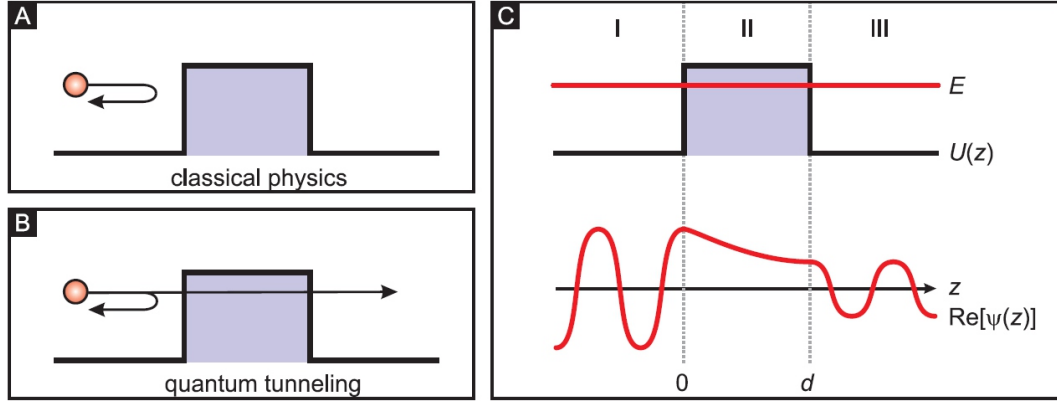 A
classical physics
B
quantum tunneling
C
I II III
E
U(z)
z
Re[ψ(z)]
0 d